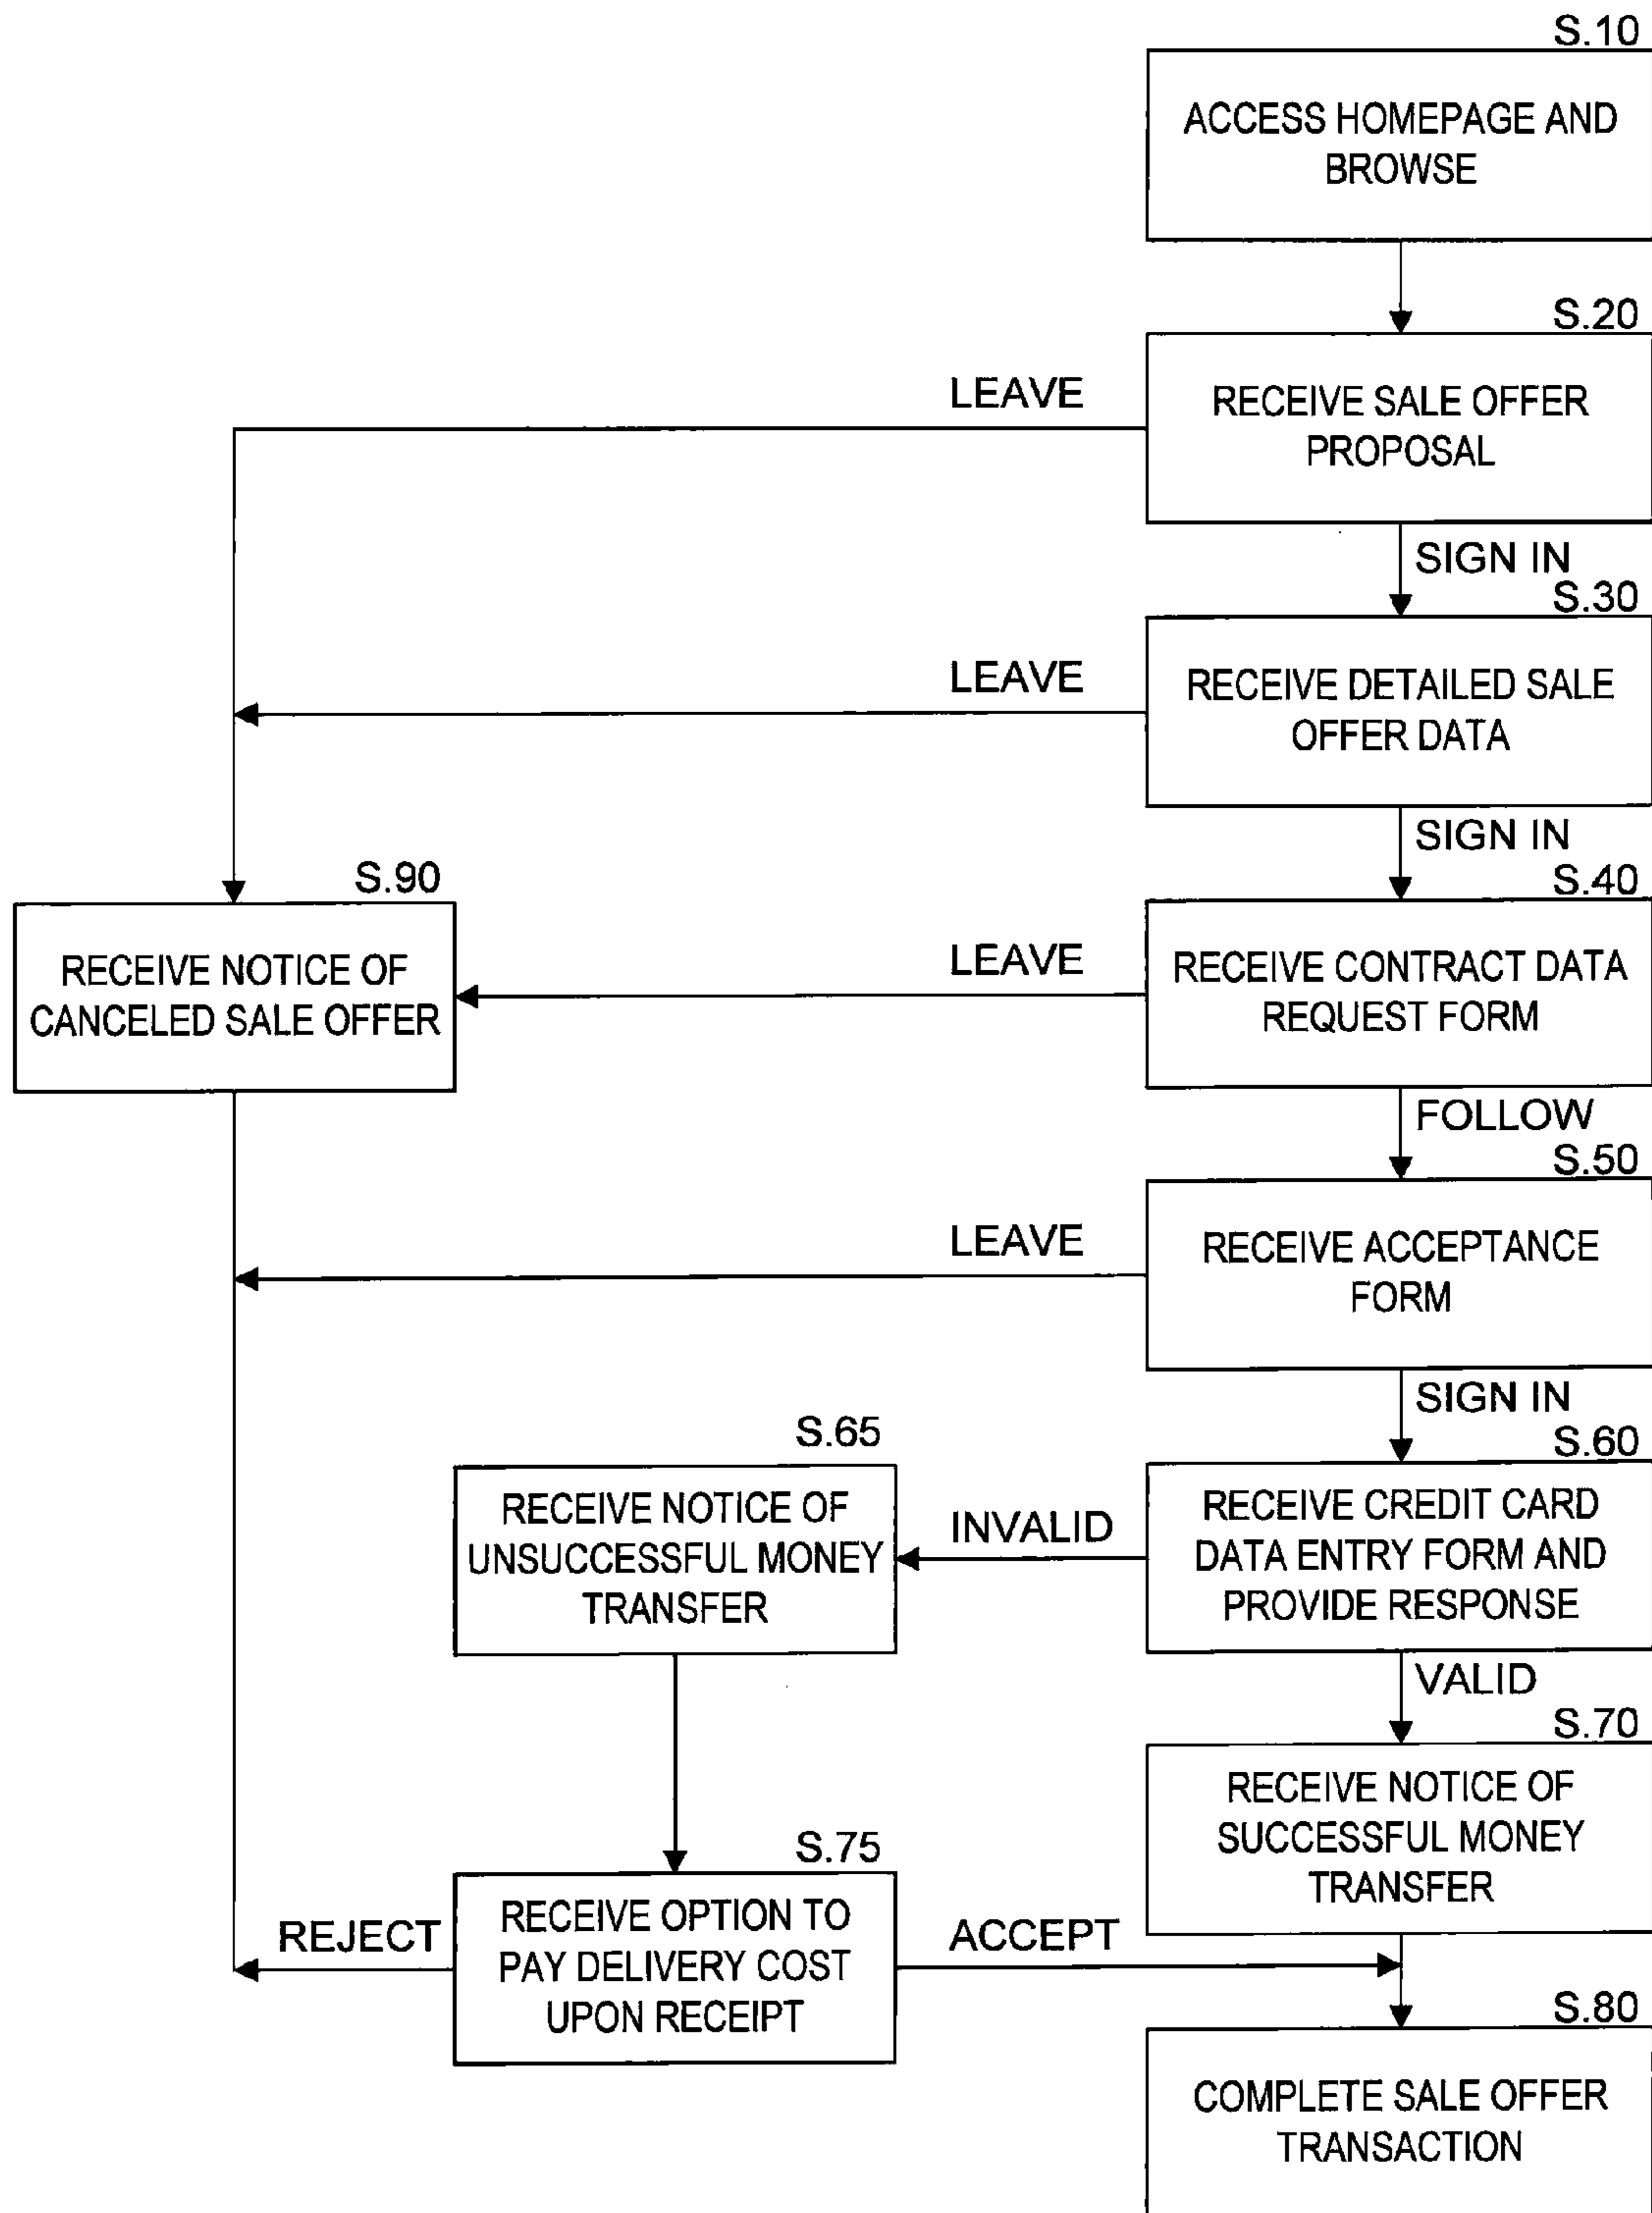 S.10
ACCESS HOMEPAGE AND
BROWSE
S.20
LEAVE
RECEIVE SALE OFFER
PROPOSAL
SIGN IN
S.30
LEAVE
RECEIVE DETAILED SALE
OFFER DATA
SIGN IN
S.90
S.40
RECEIVE NOTICE OF
CANCELED SALE OFFER
LEAVE
RECEIVE CONTRACT DATA
REQUEST FORM
FOLLOW
S.50
LEAVE
RECEIVE ACCEPTANCE
FORM
SIGN IN
S.65
S.60
RECEIVE NOTICE OF
UNSUCCESSFUL MONEY
TRANSFER
INVALID
RECEIVE CREDIT CARD
DATA ENTRY FORM AND
PROVIDE RESPONSE
VALID
S.70
RECEIVE NOTICE OF
SUCCESSFUL MONEY
TRANSFER
S.75
REJECT
RECEIVE OPTION TO
PAY DELIVERY COST
UPON RECEIPT
ACCEPT
S.80
COMPLETE SALE OFFER
TRANSACTION